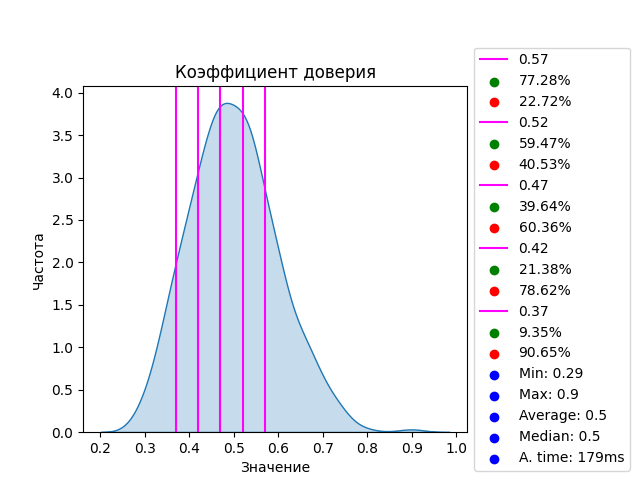 Коэффициент доверия
Частота
4.0
3.5
3.0
2.5
2.0
1.5
1.0
0.5
0.0
0.2 0.3 0.4 0.5 0.6 0.7 0.8 0.9 1.0
Значение
0.57
77.28%
22.72%
0.52
59.47%
40.53%
0.47
39.64%
60.36%
0.42
21.38%
78.62%
0.37
9.35%
90.65%
Min: 0.29
Max: 0.9
Average: 0.5
Median: 0.5
A. time: 179ms